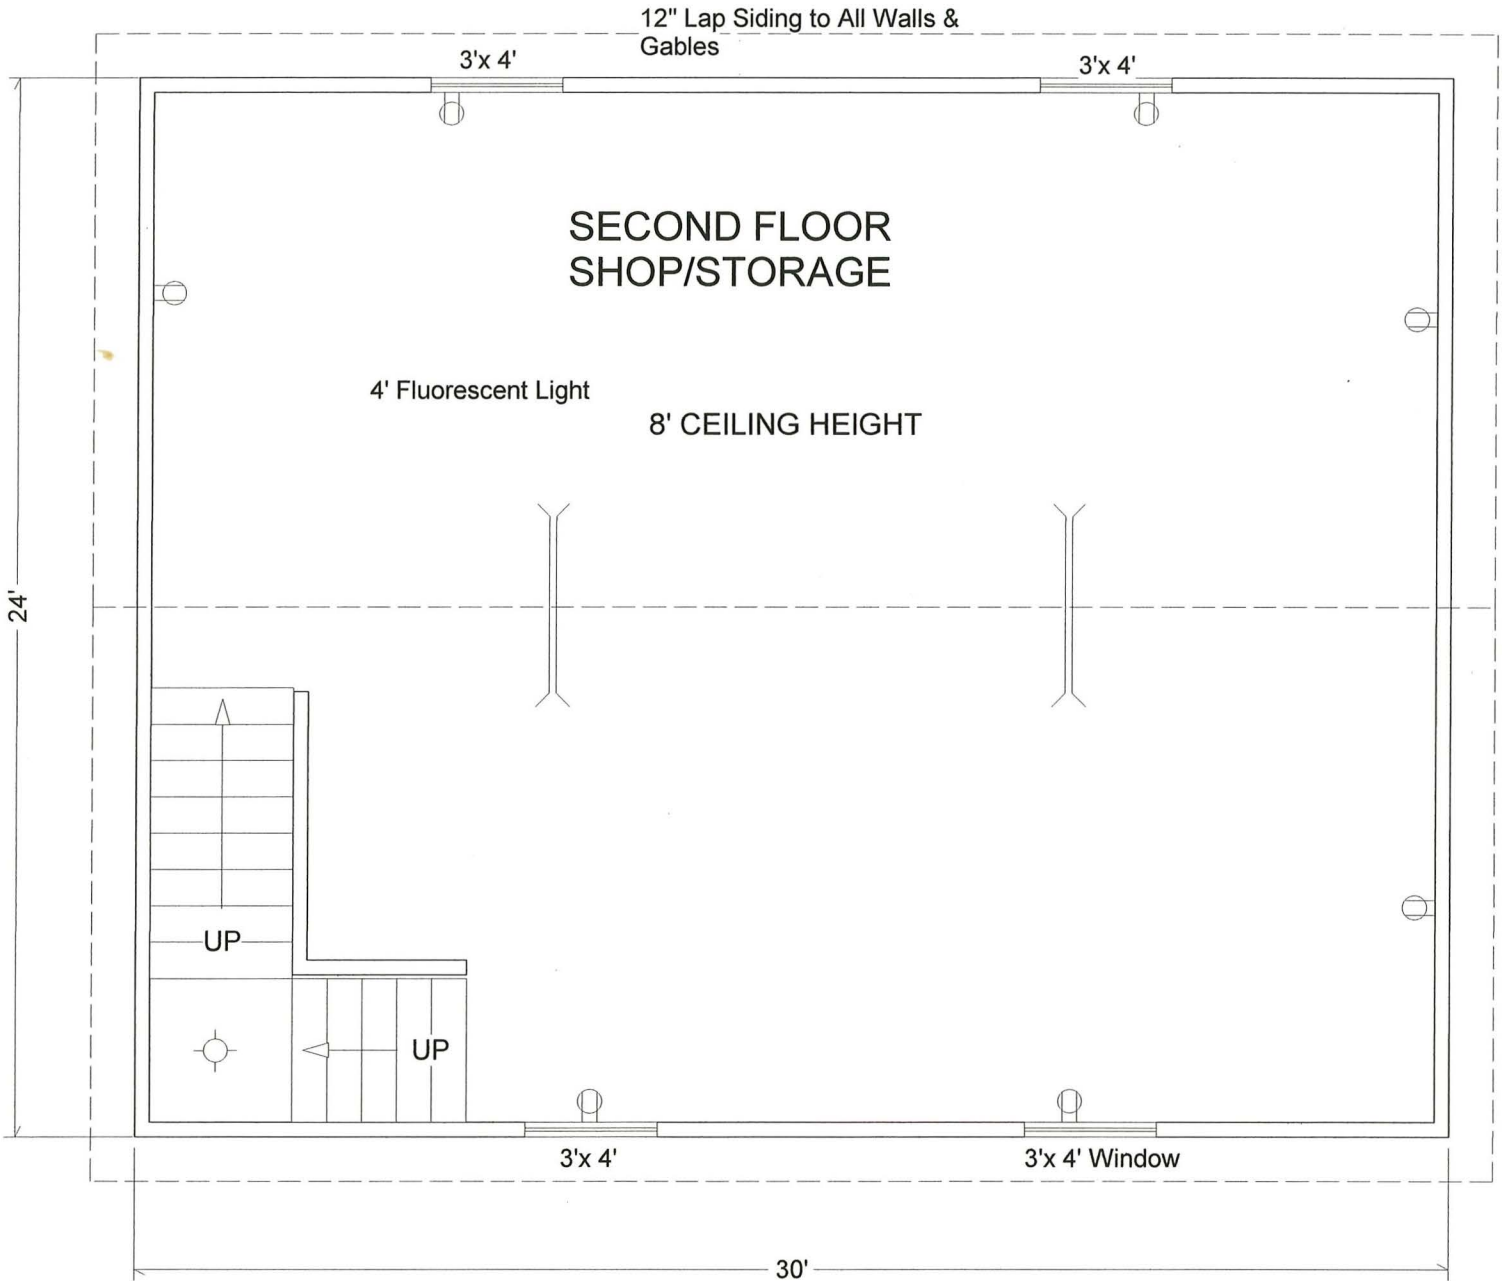 12" Lap Siding to All Walls &
Gables
3'x 4'
3'x 4'
SECOND FLOOR
SHOP/STORAGE
4' Fluorescent Light
8' CEILING HEIGHT
24'
UP
UP
3'x 4'
3'x 4' Window
30'